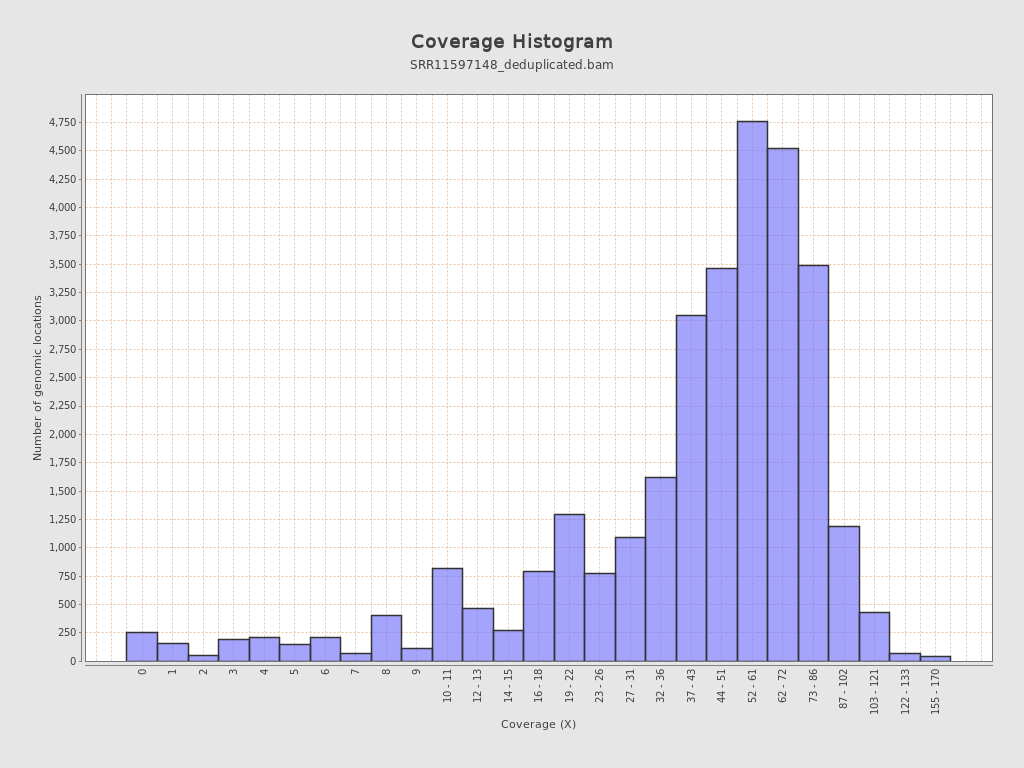 Coverage Histogram
SRR11597148_deduplicated.bam
Number of genomic locations
4,750
4,500
4,250
4,000
3,750
3,500
3,250
3,000
2,750
2,500
2,250
2,000
1,750
1,500
1,250
1,000
750
500
250
0
0
1
2
3
4
5
6
7
8
9
10 - 11
12 - 13
14 - 15
16 - 18
19 - 22
23 - 26
27 - 31
32 - 36
37 - 43
44 - 51
52 - 61
62 - 72
73 - 86
87 - 102
103 - 121
122 - 133
155 - 170
Coverage (X)